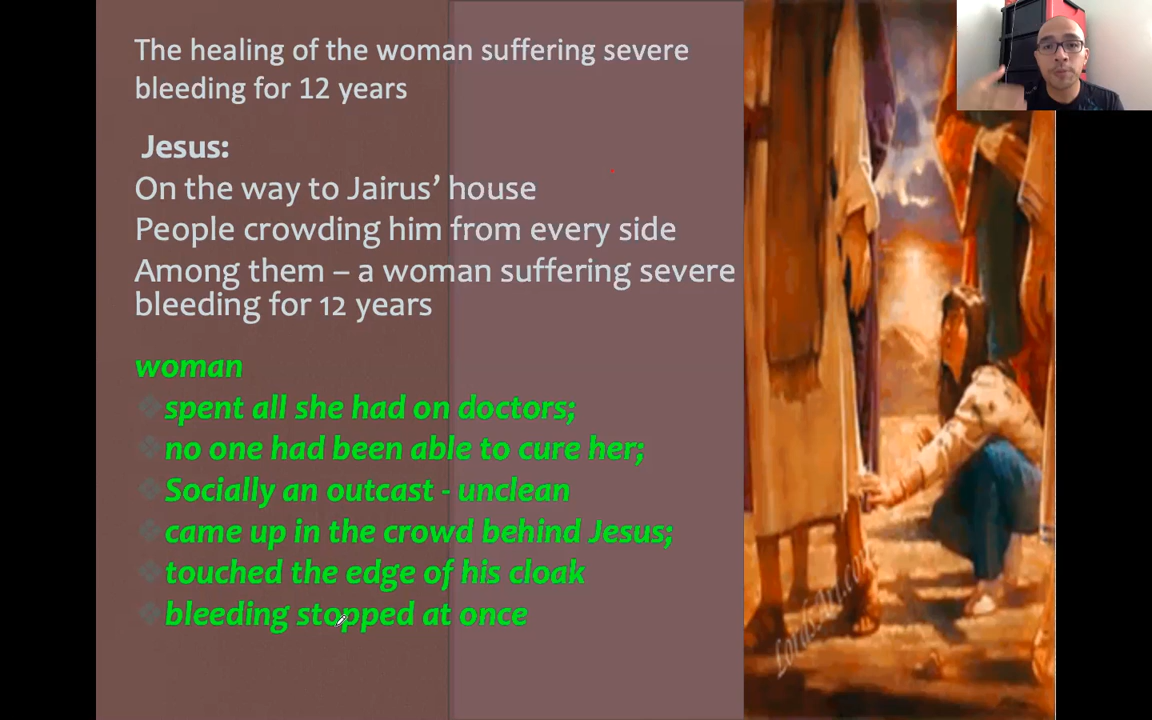 The healing of the woman suffering severe
bleeding for 12 years
Jesus:
On the way to Jairus’ house
People crowding him from every side
Among them – a woman suffering severe
bleeding for 12 years
woman
spent all she had on doctors;
no one had been able to cure her;
Socially an outcast - unclean
came up in the crowd behind Jesus;
touched the edge of his cloak
bleeding stopped at once
LordsArt.com